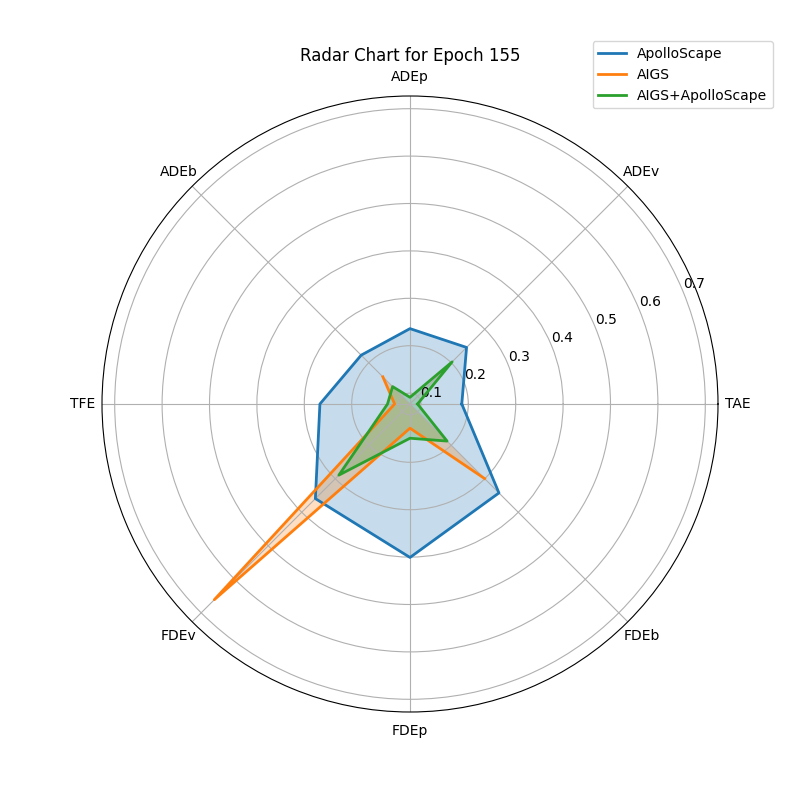 Radar Chart for Epoch 155
ApolloScape
AIGS
AIGS+ApolloScape
ADEp
ADEb
ADEv
0.7
0.6
0.5
0.4
0.3
0.2
0.1
TFE
TAE
FDEv
FDEb
FDEp